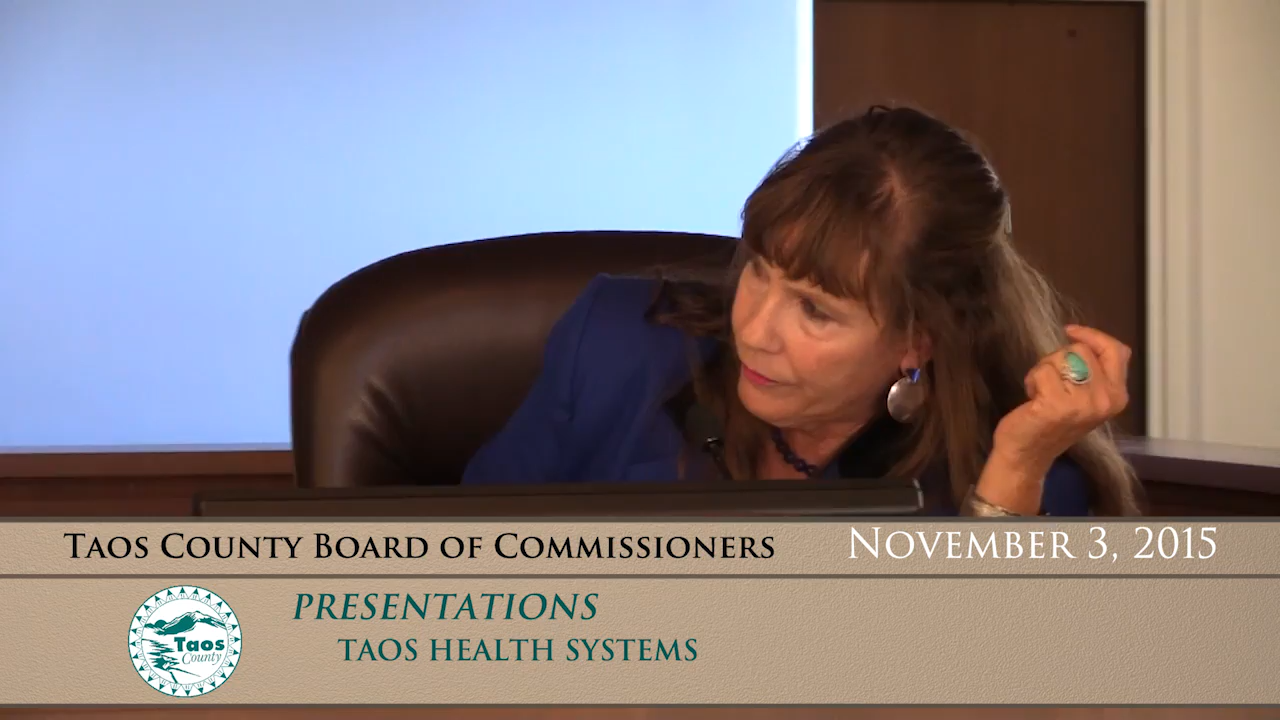 Taos County Board of Commissioners
November 3, 2015
PRESENTATIONS
TAOS HEALTH SYSTEMS
Taos
County